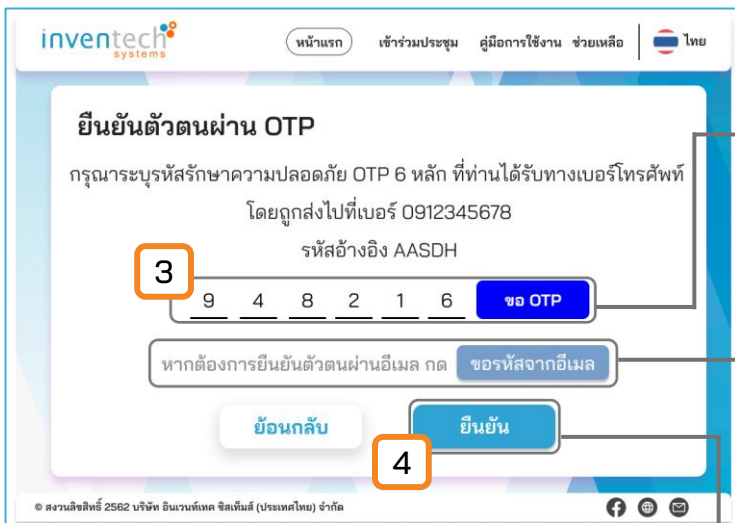 inventech
systems
หน้าแรก เข้าร่วมประชุม คู่มือการใช้งาน ช่วยเหลือ ไทย
ยืนยันตัวตนผ่าน OTP
กรุณาระบุรหัสรักษาความปลอดภัย OTP 6 หลัก ที่ท่านได้รับทางเบอร์โทรศัพท์
โดยถูกส่งไปที่เบอร์ 0912345678
รหัสอ้างอิง AASDH
3
9 4 8 2 1 6 ขอ OTP
หากต้องการยืนยันตัวตนผ่านอีเมล กด ขอรหัสจากอีเมล
ย้อนกลับ ยืนยัน
4
© สงวนลิขสิทธิ์ 2562 บริษัท อินเวนท์เทค ซิสเท็มส์ (ประเทศไทย) จำกัด